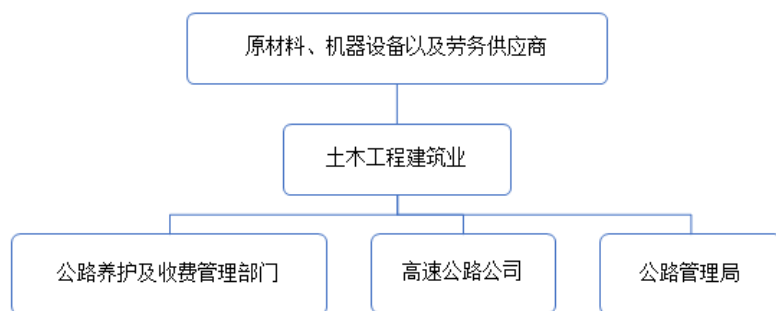 原材料、机器设备以及劳务供应商
土木工程建筑业
公路养护及收费管理部门
高速公路公司
公路管理局